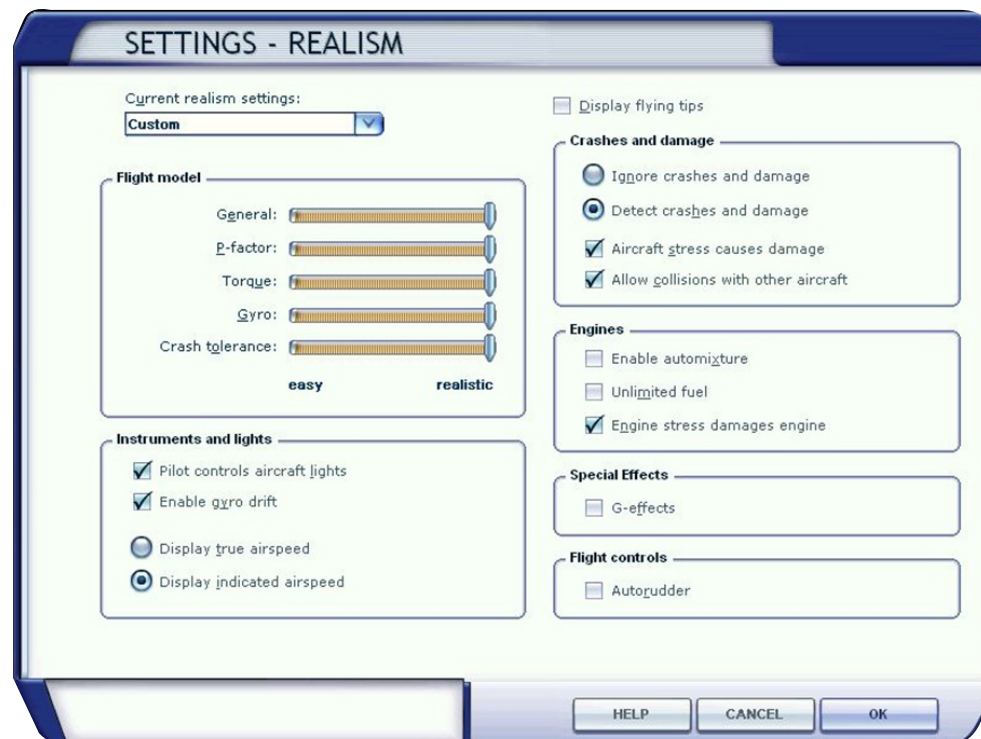 SETTINGS - REALISM
Current realism settings:
Custom
Flight model
General:
P-factor:
Torque:
Gyro:
Crash tolerance:
easy realistic
Instruments and lights
Pilot controls aircraft lights
Enable gyro drift
Display true airspeed
Display indicated airspeed
Display flying tips
Crashes and damage
Ignore crashes and damage
Detect crashes and damage
Aircraft stress causes damage
Allow collisions with other aircraft
Engines
Enable automixture
Unlimited fuel
Engine stress damages engine
Special Effects
G-effects
Flight controls
Autorudder
HELP CANCEL OK